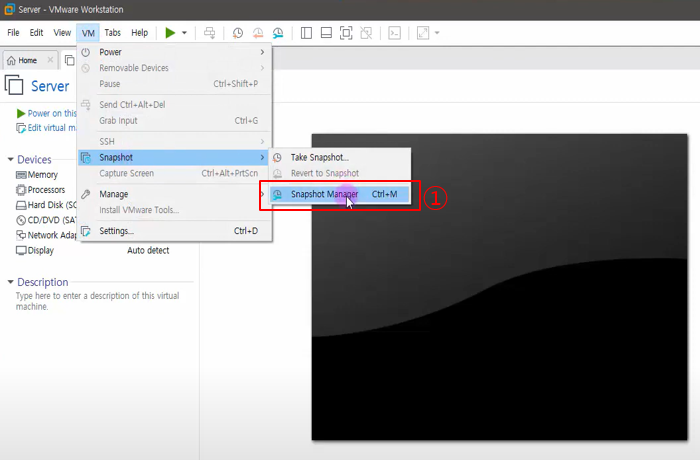 Server - VMware Workstation
File Edit View VM Tabs Help
Home
Server
Power on this
Edit virtual ma
Power
Removable Devices
Pause Ctrl+Shift+P
Send Ctrl+Alt+Del
Grab Input Ctrl+G
SSH
Snapshot
Capture Screen Ctrl+Alt+PrtScn
Manage
Install VMware Tools...
Settings... Ctrl+D
Take Snapshot...
Revert to Snapshot
Snapshot Manager Ctrl+M
①
Devices
Memory
Processors
Hard Disk (SC
CD/DVD (SAT
Network Adap
Display Auto detect
Description
Type here to enter a description of this virtual
machine.